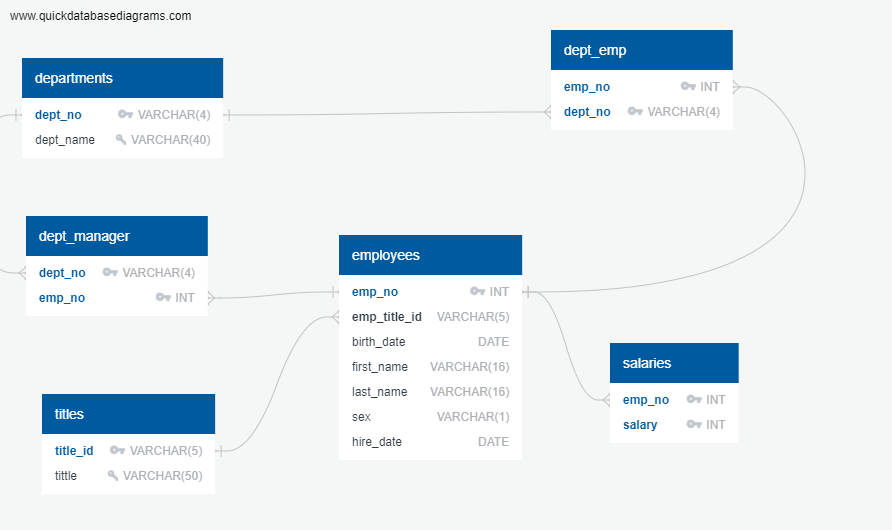 www.quickdatabasediagrams.com
departments
dept_no VARCHAR(4)
dept_name VARCHAR(40)
dept_emp
emp_no INT
dept_no VARCHAR(4)
dept_manager
dept_no VARCHAR(4)
emp_no INT
employees
emp_no INT
emp_title_id VARCHAR(5)
birth_date DATE
first_name VARCHAR(16)
last_name VARCHAR(16)
sex VARCHAR(1)
hire_date DATE
salaries
emp_no INT
salary INT
titles
title_id VARCHAR(5)
tittle VARCHAR(50)